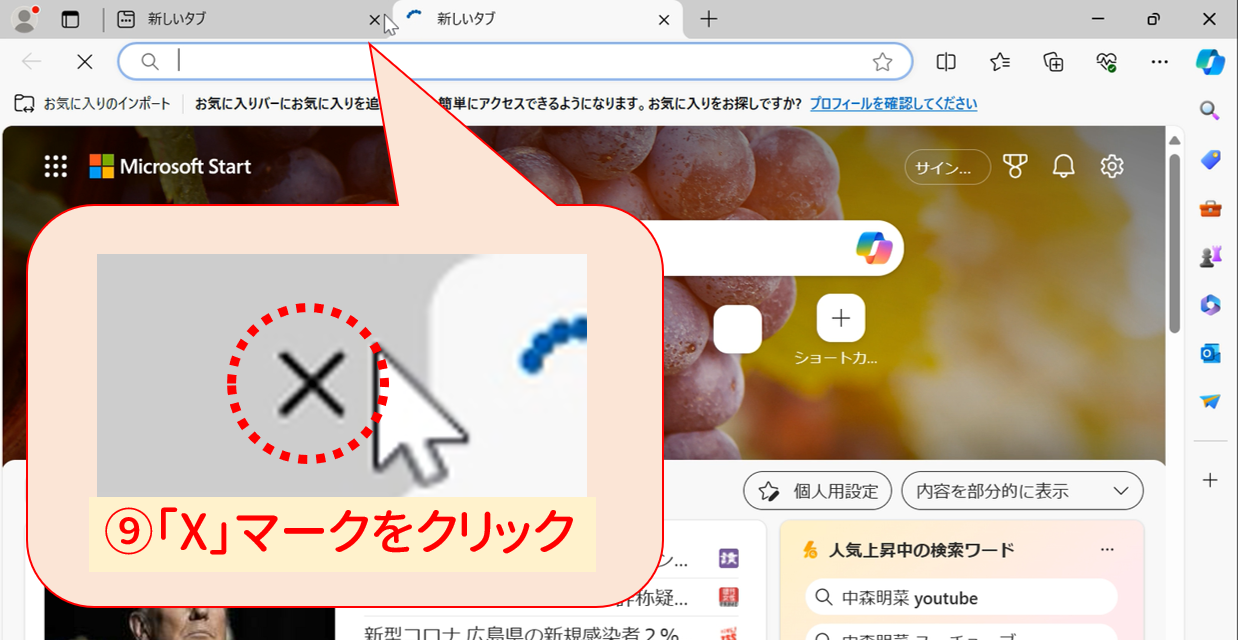 新しいタブ
新しいタブ
お気に入りのインポート
お気に入りバーにお気に入りを追
簡単にアクセスできるようになります。お気に入りをお探しですか? プロフィールを確認してください
Microsoft Start
サイン...
ショートカ...
⑨「X」マークをクリック
個人用設定
内容を部分的に表示
人気上昇中の検索ワード
ン...
詐称疑...
中森明菜 youtube
新型コロナ 広島県の新規感染者2%